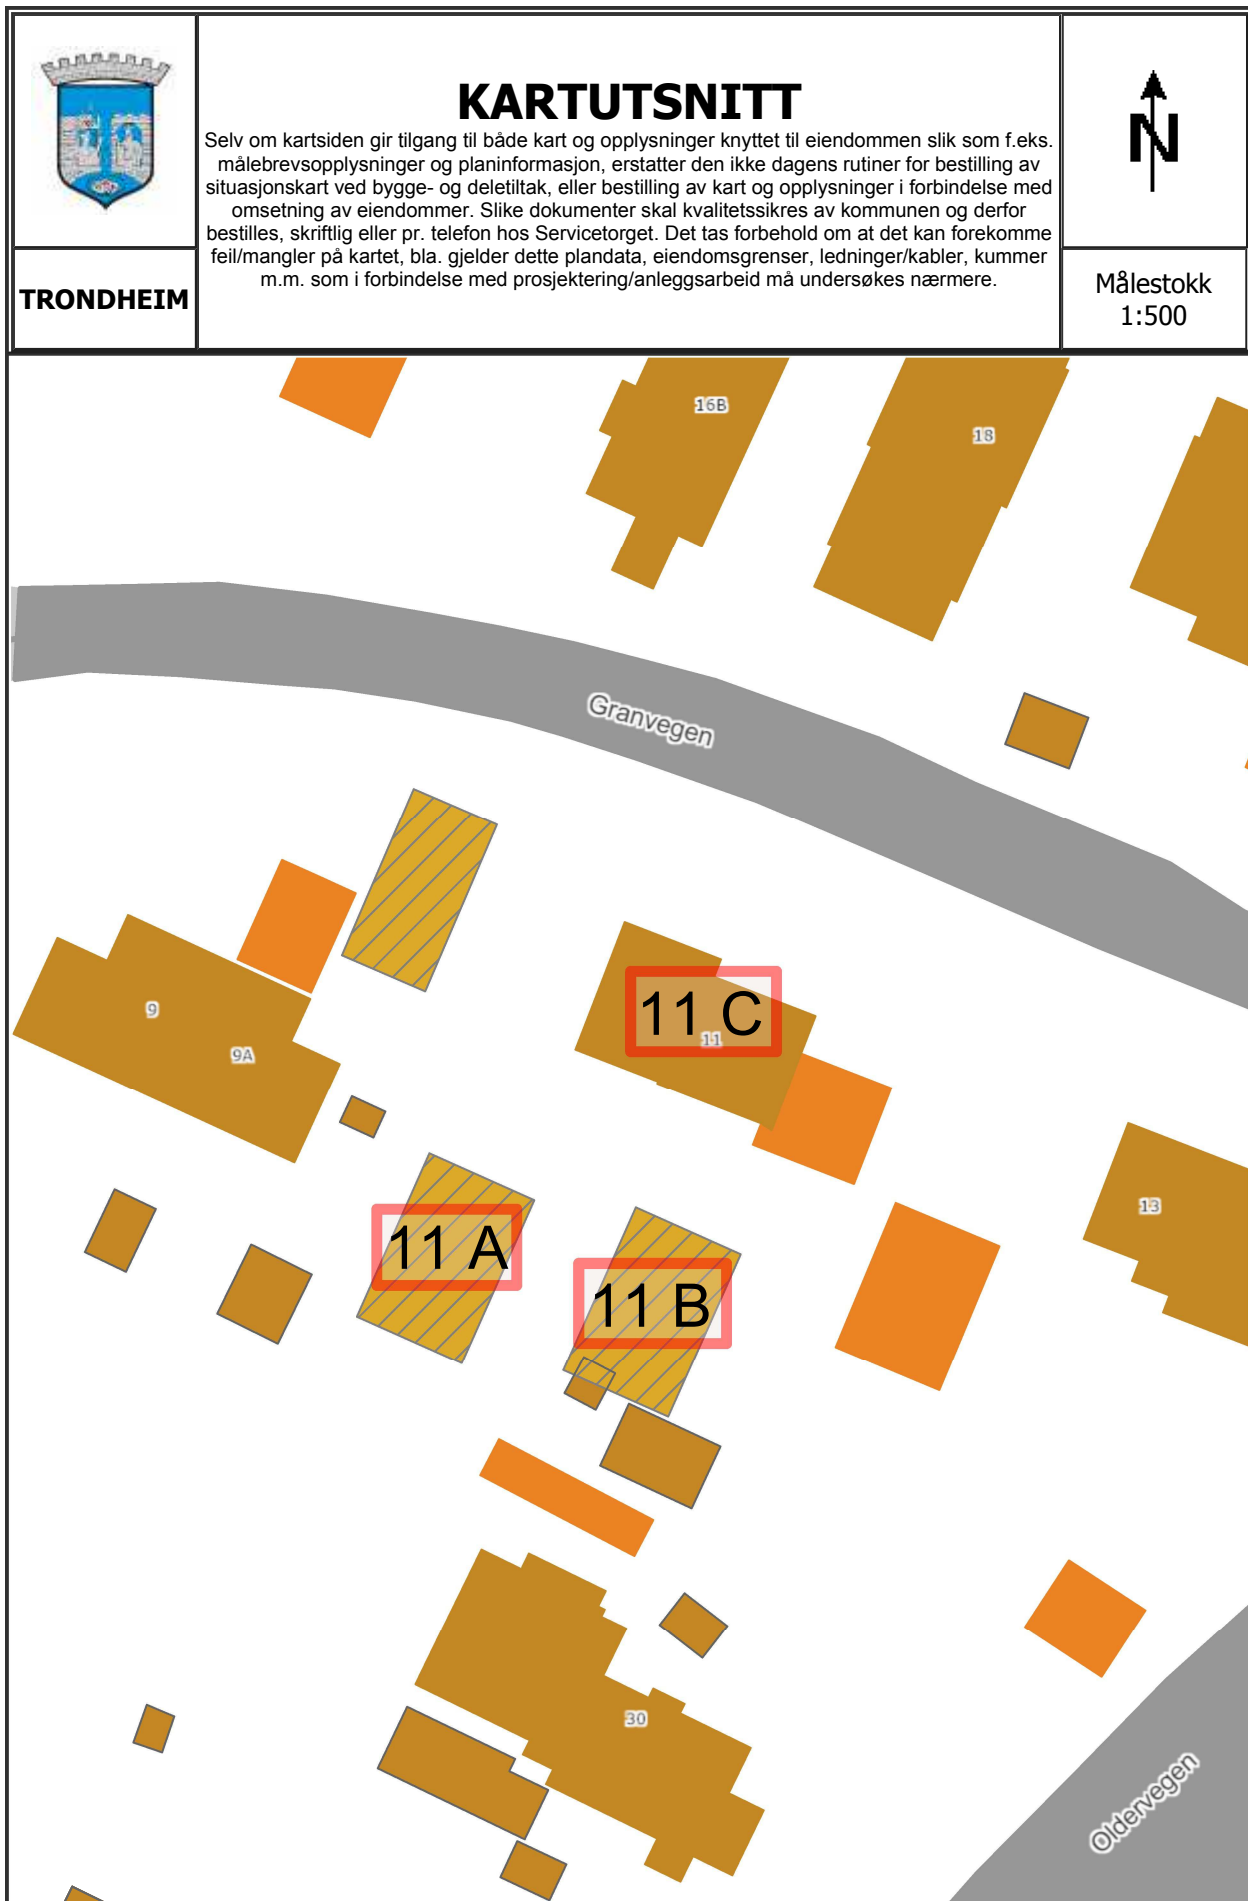 KARTUTSNITT
Selv om kartsiden gir tilgang til både kart og opplysninger knyttet til eiendommen slik som f.eks.
målebrevsopplysninger og planinformasjon, erstatter den ikke dagens rutiner for bestilling av
situasjonskart ved bygge- og deletiltak, eller bestilling av kart og opplysninger i forbindelse med
omsetning av eiendommer. Slike dokumenter skal kvalitetssikres av kommunen og derfor
bestilles, skriftlig eller pr. telefon hos Servicetorget. Det tas forbehold om at det kan forekomme
feil/mangler på kartet, bla. gjelder dette plandata, eiendomsgrenser, ledninger/kabler, kummer
m.m. som i forbindelse med prosjektering/anleggsarbeid må undersøkes nærmere.
TRONDHEIM
N
Målestokk
1:500
16B
18
Granvegen
9
9A
11 C
11
13
11 A
11 B
30
Oldervegen